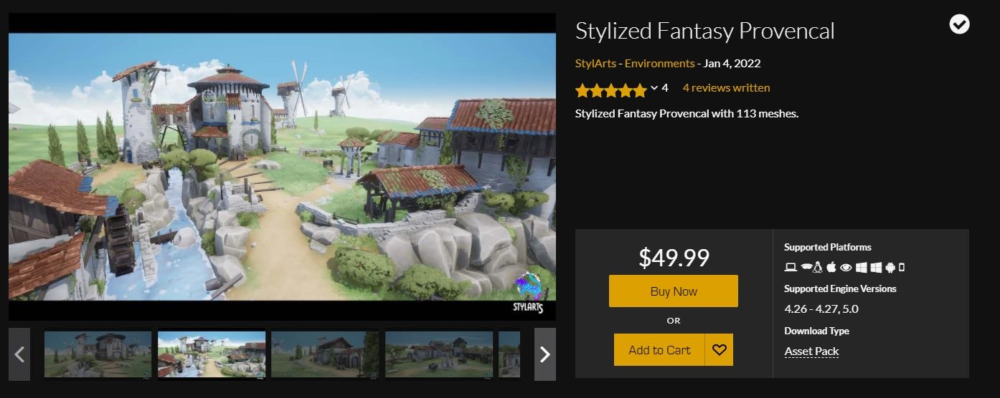 Stylized Fantasy Provencal
StylArts - Environments - Jan 4, 2022
4 4 reviews written
Stylized Fantasy Provencal with 113 meshes.
STYLARTS
$49.99
Buy Now
OR
Add to Cart
Supported Platforms
Supported Engine Versions
4.26 - 4.27, 5.0
Download Type
Asset Pack